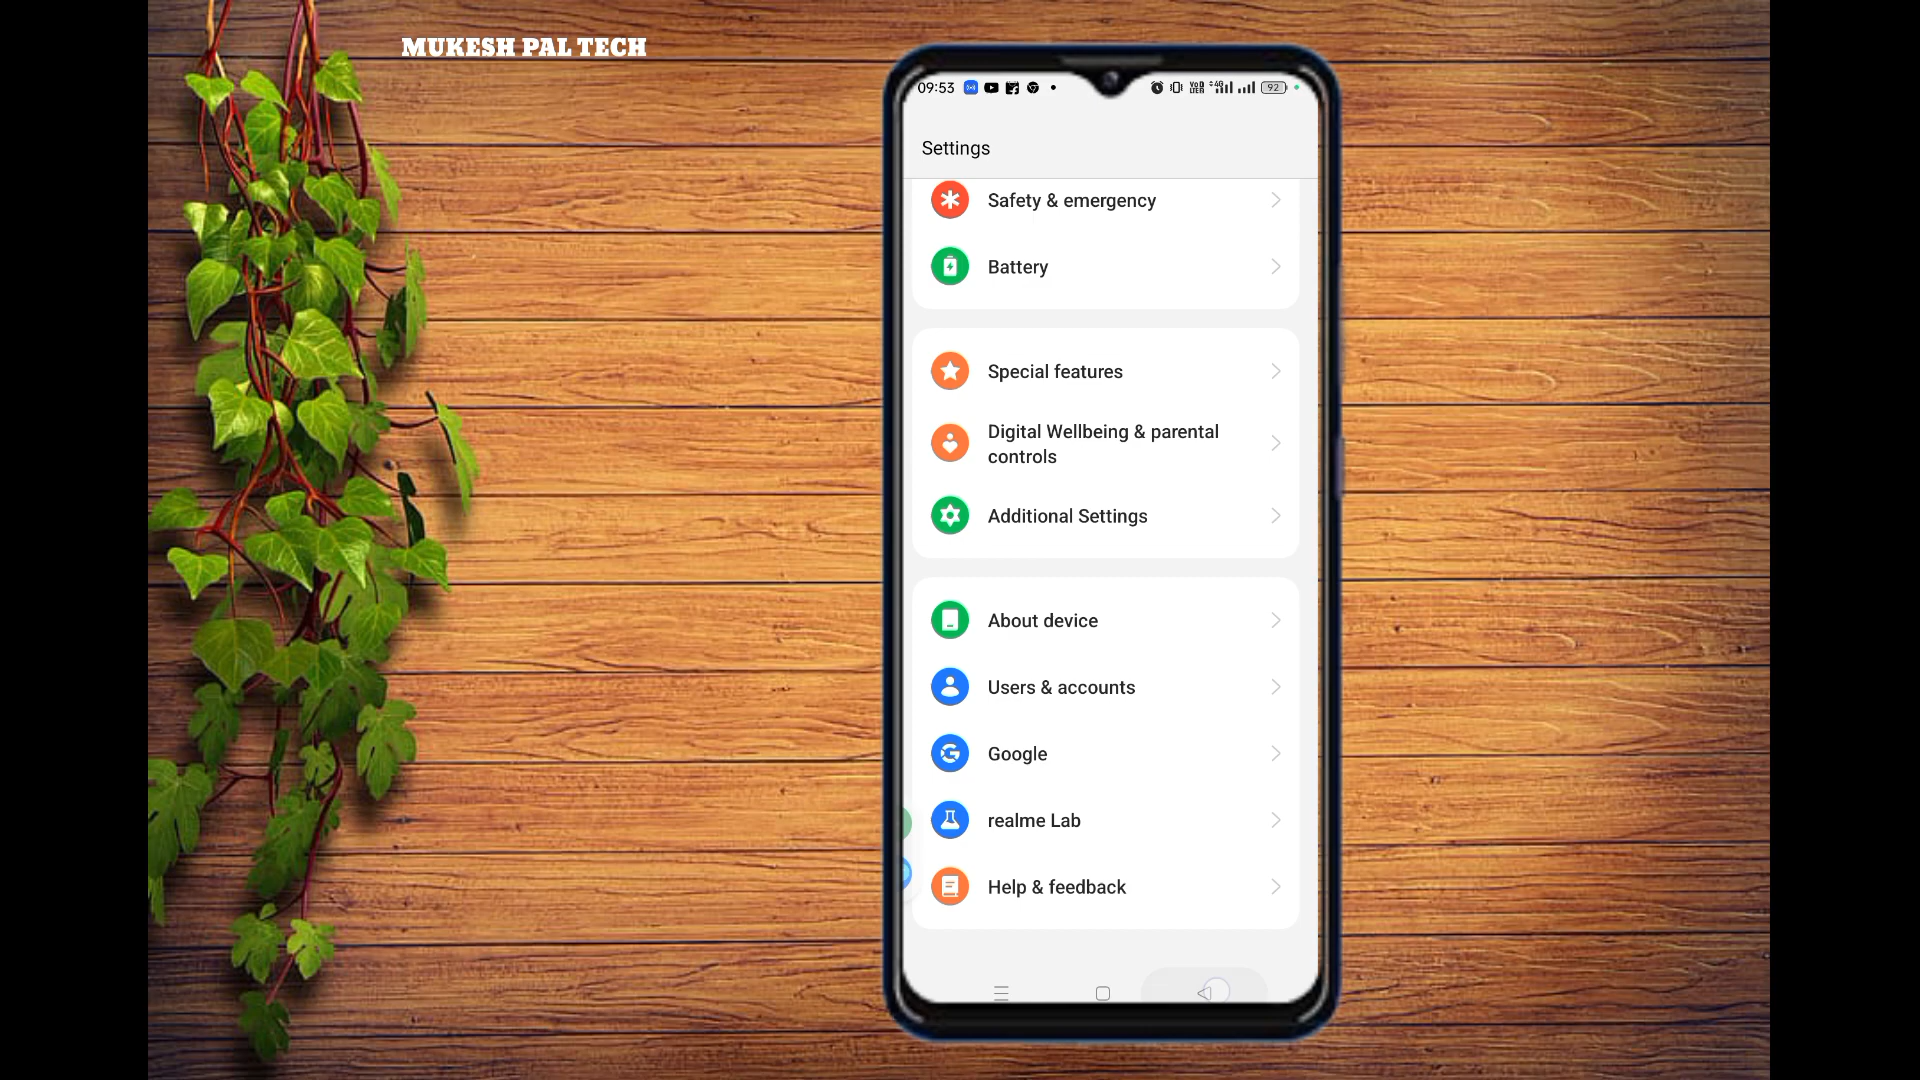 MUKESH PAL TECH
09:53
92
Settings
Safety & emergency
Battery
Special features
Digital Wellbeing & parental
controls
Additional Settings
About device
Users & accounts
Google
realme Lab
Help & feedback